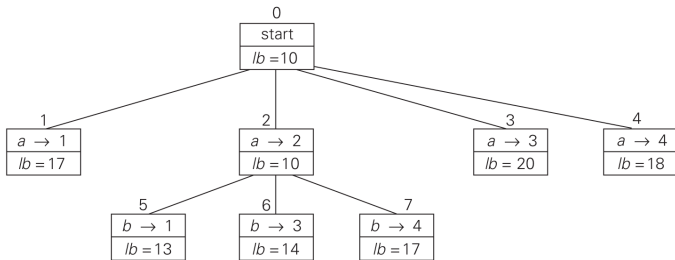 0
start
lb = 10
1
a → 1
lb = 17
2
a → 2
lb = 10
3
a → 3
lb = 20
4
a → 4
lb = 18
5
b → 1
lb = 13
6
b → 3
lb = 14
7
b → 4
lb = 17